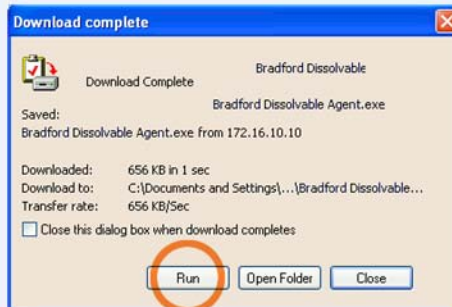 Download complete
Bradford Dissolvable
Download Complete
Bradford Dissolvable Agent.exe
Saved:
Bradford Dissolvable Agent.exe from 172.16.10.10
Downloaded: 656 KB in 1 sec
Download to: C:\Documents and Settings\...\Bradford Dissolvable...
Transfer rate: 656 KB/Sec
Close this dialog box when download completes
Run Open Folder Close